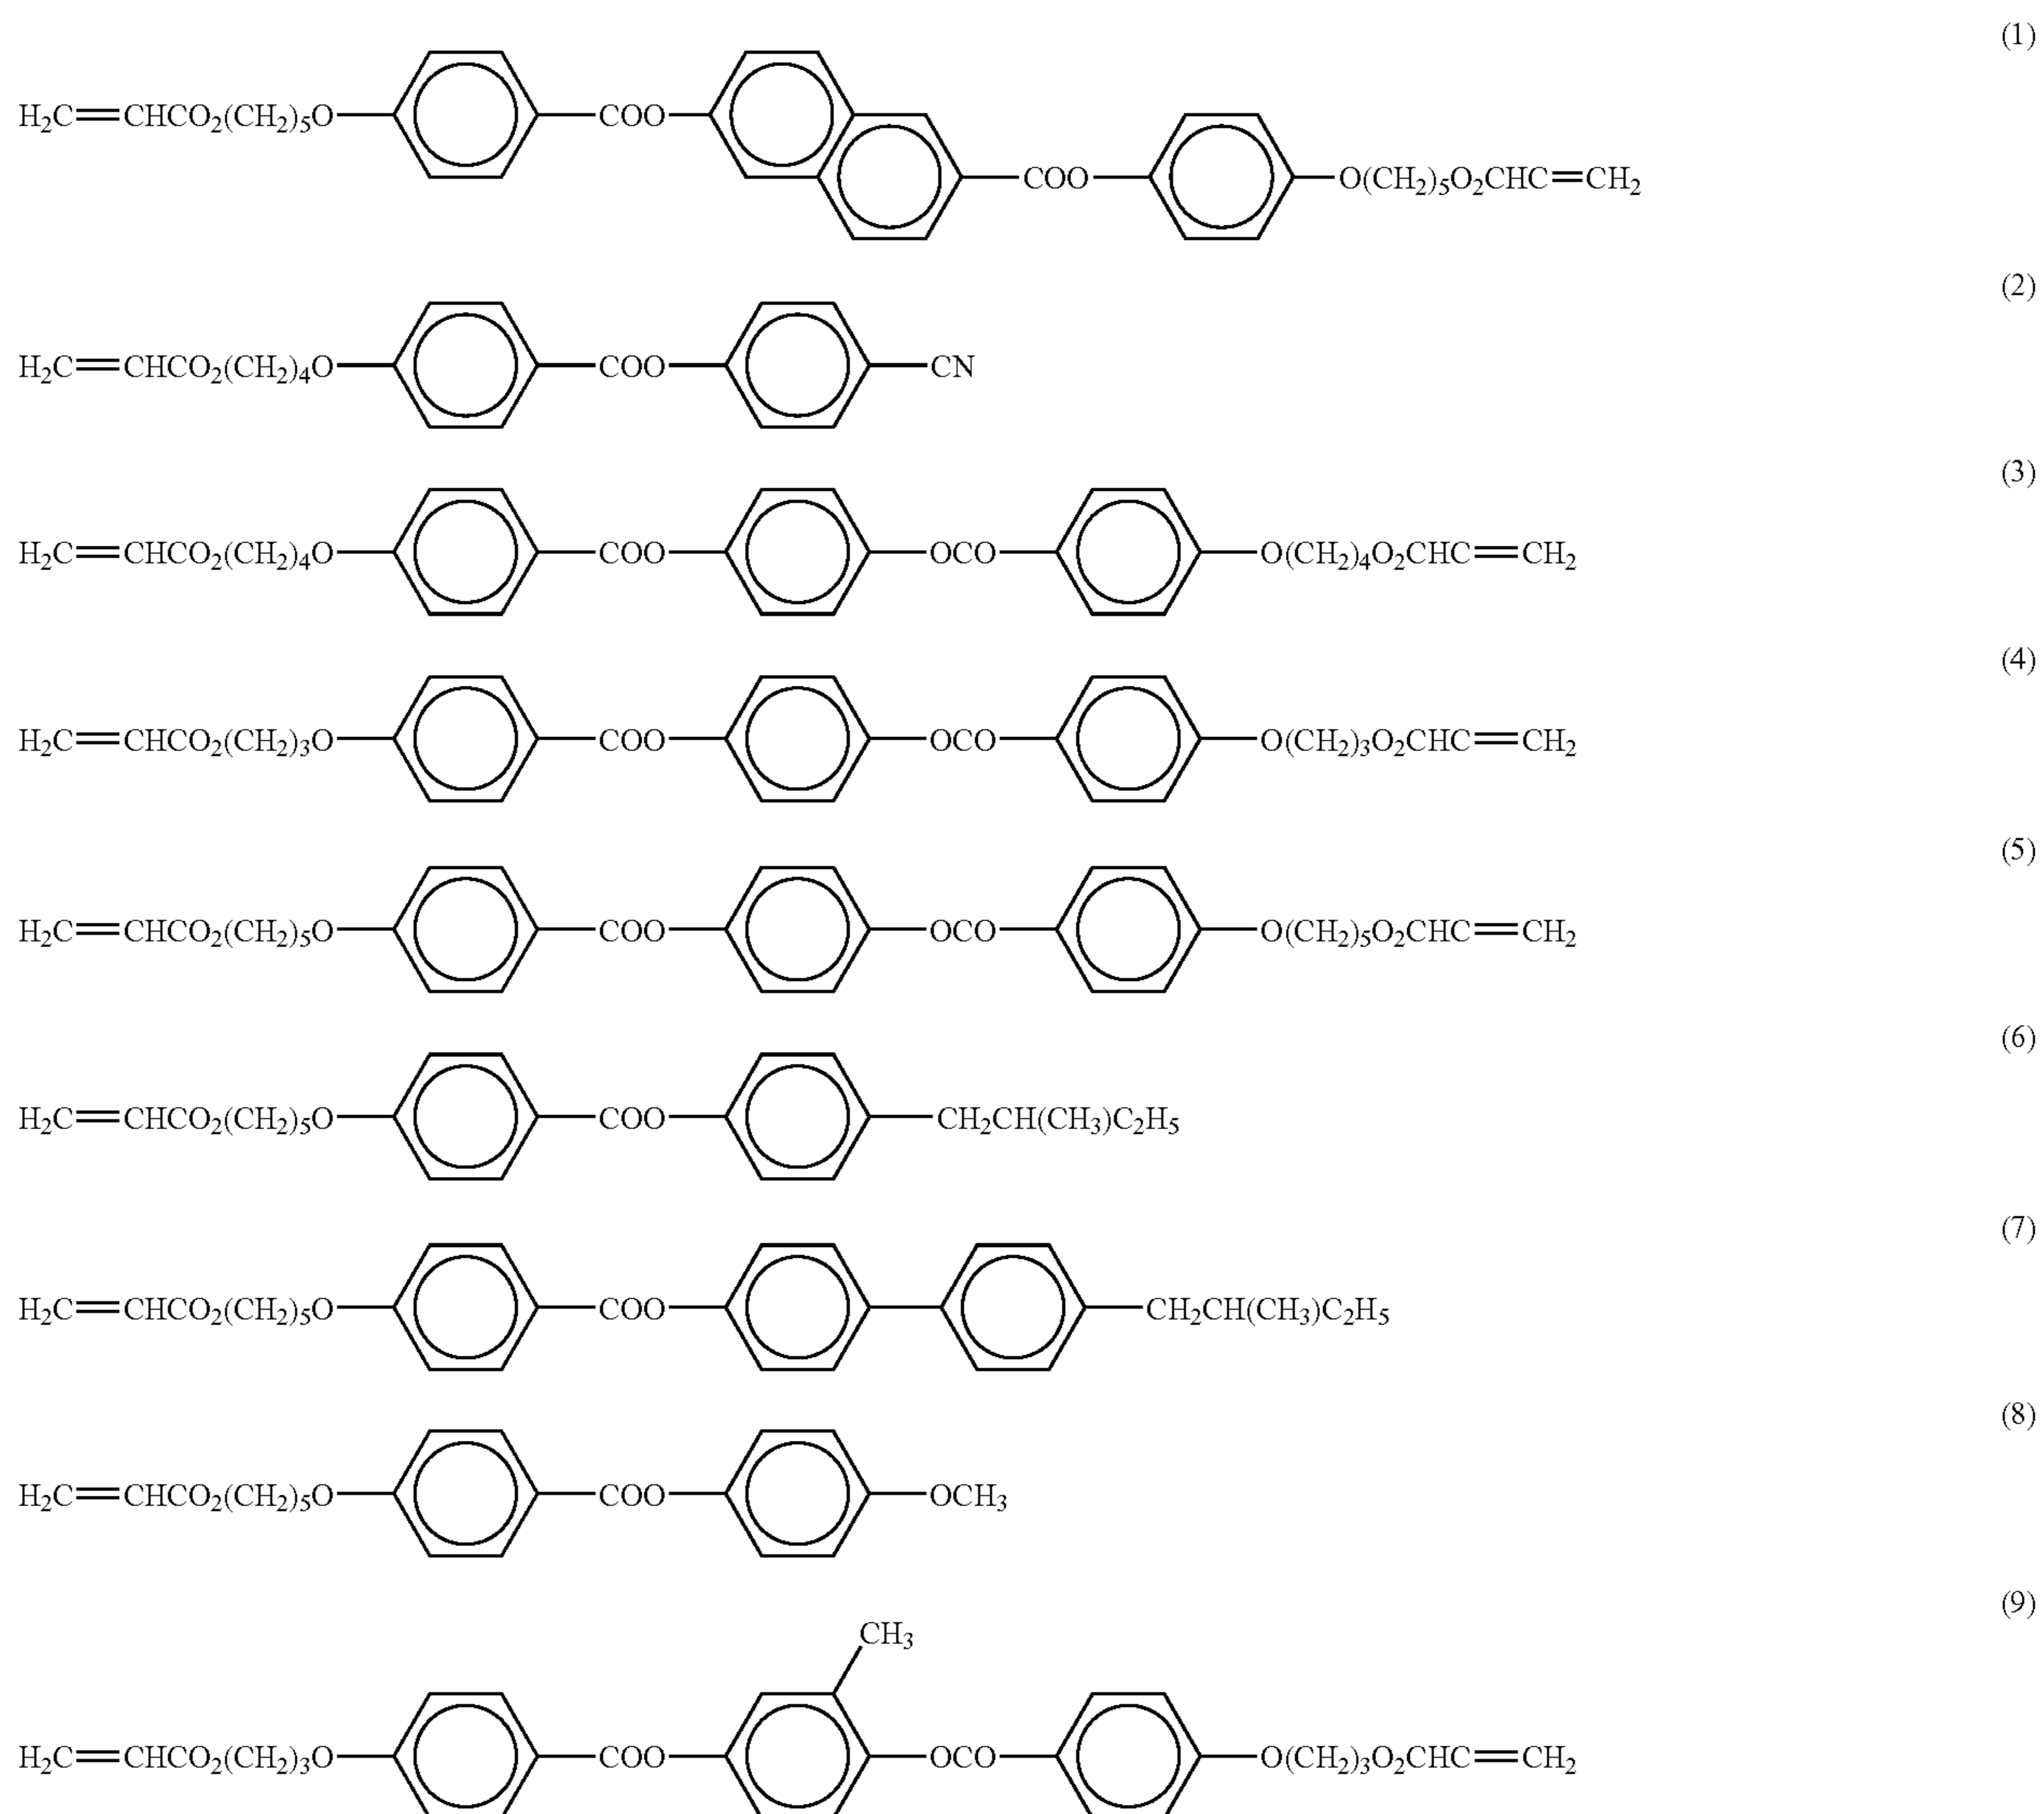 (1)
H₂C=CHCO₂(CH₂)₅O COO COO O(CH₂)₅O₂CHC=CH₂
(2)
H₂C=CHCO₂(CH₂)₄O COO CN
(3)
H₂C=CHCO₂(CH₂)₄O COO OCO O(CH₂)₄O₂CHC=CH₂
(4)
H₂C=CHCO₂(CH₂)₃O COO OCO O(CH₂)₃O₂CHC=CH₂
(5)
H₂C=CHCO₂(CH₂)₅O COO OCO O(CH₂)₅O₂CHC=CH₂
(6)
H₂C=CHCO₂(CH₂)₅O COO CH₂CH(CH₃)C₂H₅
(7)
H₂C=CHCO₂(CH₂)₅O COO CH₂CH(CH₃)C₂H₅
(8)
H₂C=CHCO₂(CH₂)₅O COO OCH₃
(9)
CH₃
H₂C=CHCO₂(CH₂)₃O COO OCO O(CH₂)₃O₂CHC=CH₂